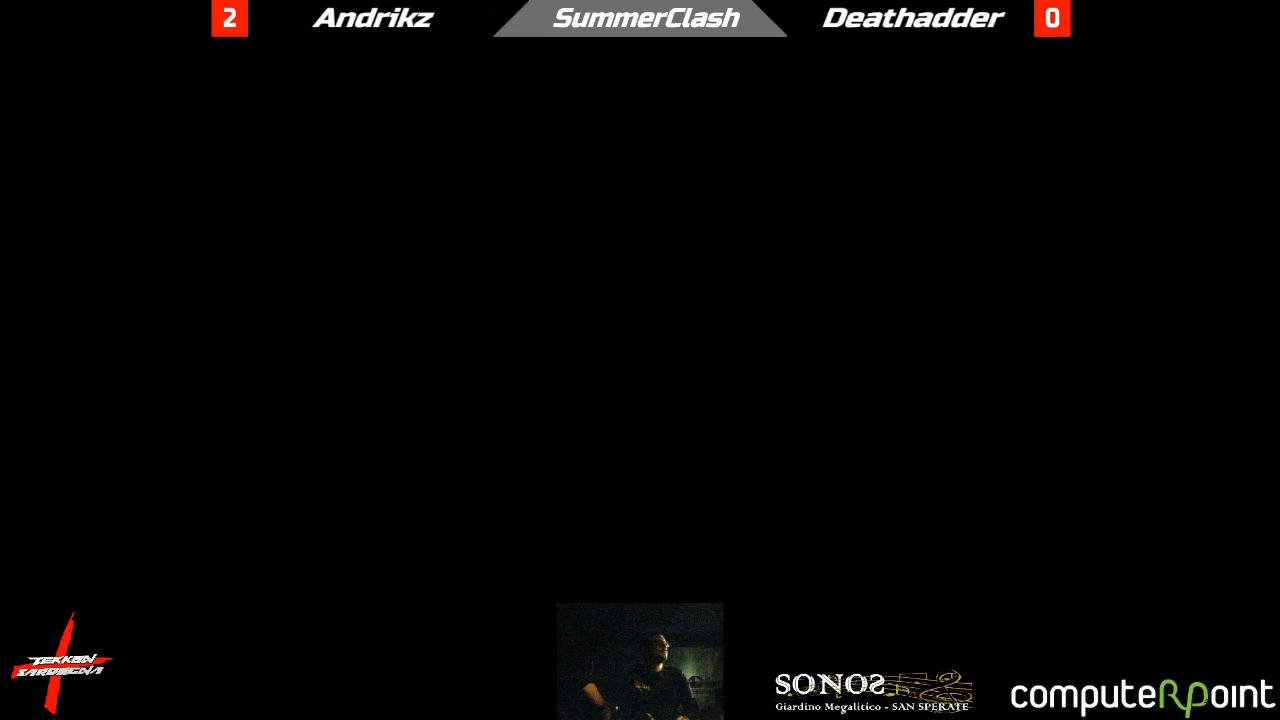 2 Andrikz SummerClash Deathadder 0
TEKKEN
SARDEGNA
SONOS
Giardino Megalitico - SAN SPERATE
computeRpoint